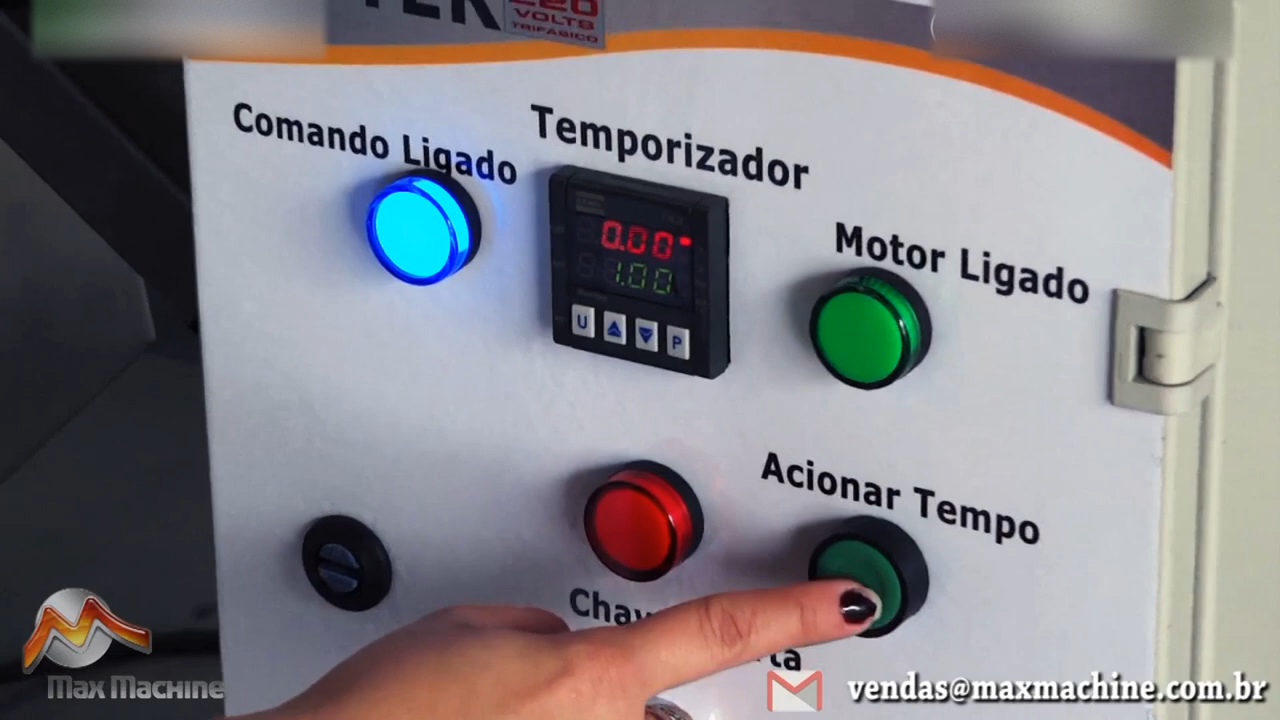 220
VOLTS
TRIFÁSICO
Comando Ligado
Temporizador
Motor Ligado
0.00
1.00
U
P
Acionar Tempo
Max Machine
vendas@maxmachine.com.br